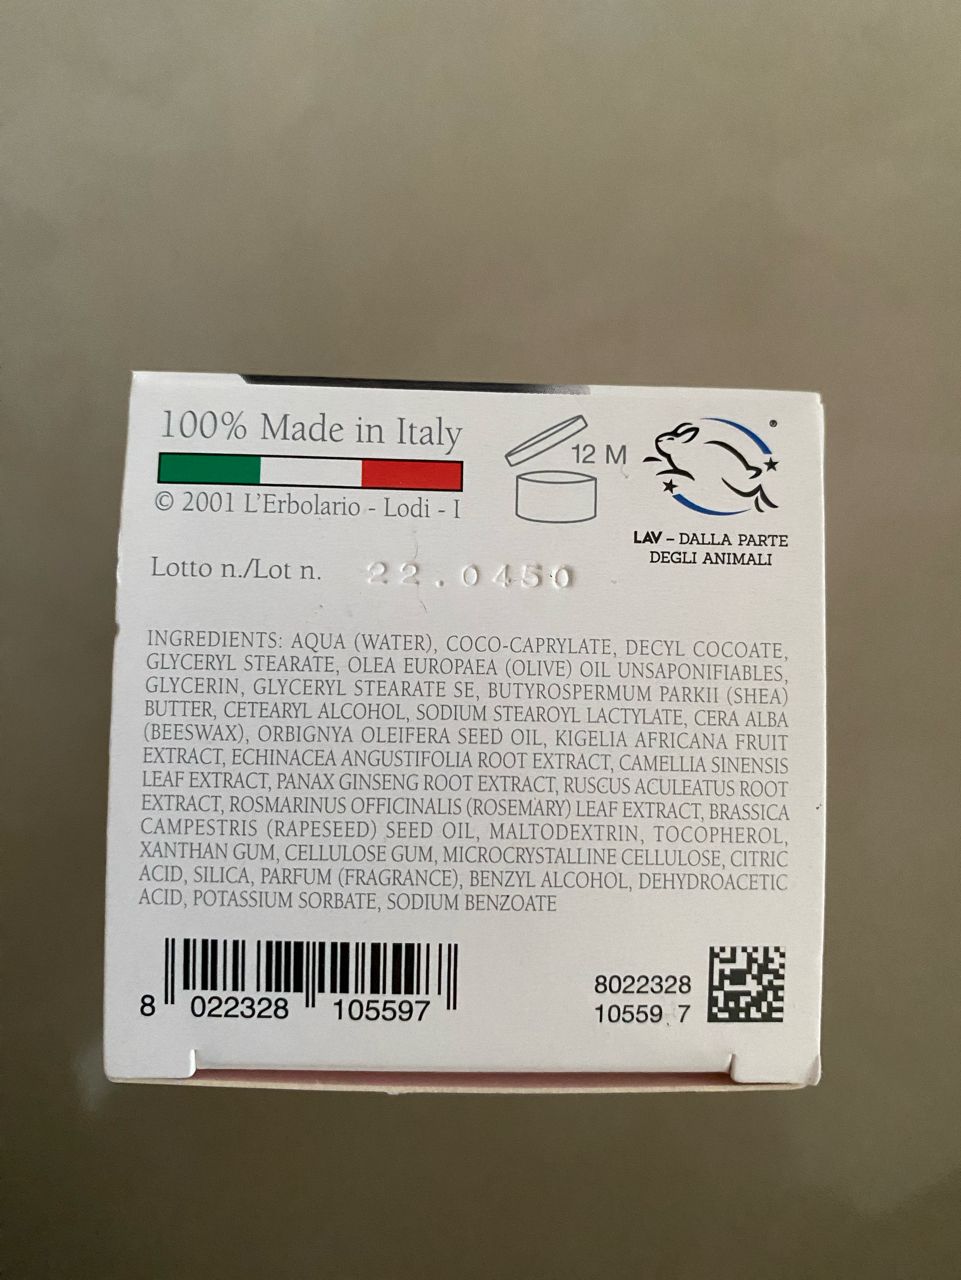 100% Made in Italy
© 2001 L'Erbolario - Lodi - I
12 M
®
LAV – DALLA PARTE
DEGLI ANIMALI
Lotto n./Lot n. 22.0450
INGREDIENTS: AQUA (WATER), COCO-CAPRYLATE, DECYL COCOATE,
GLYCERYL STEARATE, OLEA EUROPAEA (OLIVE) OIL UNSAPONIFIABLES,
GLYCERIN, GLYCERYL STEARATE SE, BUTYROSPERMUM PARKII (SHEA)
BUTTER, CETEARYL ALCOHOL, SODIUM STEAROYL LACTYLATE, CERA ALBA
(BEESWAX), ORBIGNYA OLEIFERA SEED OIL, KIGELIA AFRICANA FRUIT
EXTRACT, ECHINACEA ANGUSTIFOLIA ROOT EXTRACT, CAMELLIA SINENSIS
LEAF EXTRACT, PANAX GINSENG ROOT EXTRACT, RUSCUS ACULEATUS ROOT
EXTRACT, ROSMARINUS OFFICINALIS (ROSEMARY) LEAF EXTRACT, BRASSICA
CAMPESTRIS (RAPESEED) SEED OIL, MALTODEXTRIN, TOCOPHEROL,
XANTHAN GUM, CELLULOSE GUM, MICROCRYSTALLINE CELLULOSE, CITRIC
ACID, SILICA, PARFUM (FRAGRANCE), BENZYL ALCOHOL, DEHYDROACETIC
ACID, POTASSIUM SORBATE, SODIUM BENZOATE
8 022328 105597
8022328
10559 7